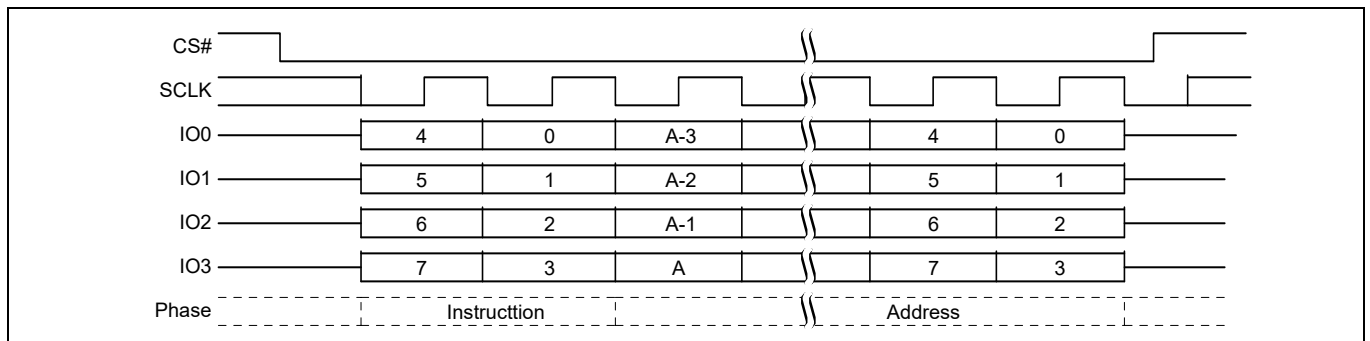 CS#
SCLK
IO0 4 0 A-3 4 0
IO1 5 1 A-2 5 1
IO2 6 2 A-1 6 2
IO3 7 3 A 7 3
Phase Instructtion Address